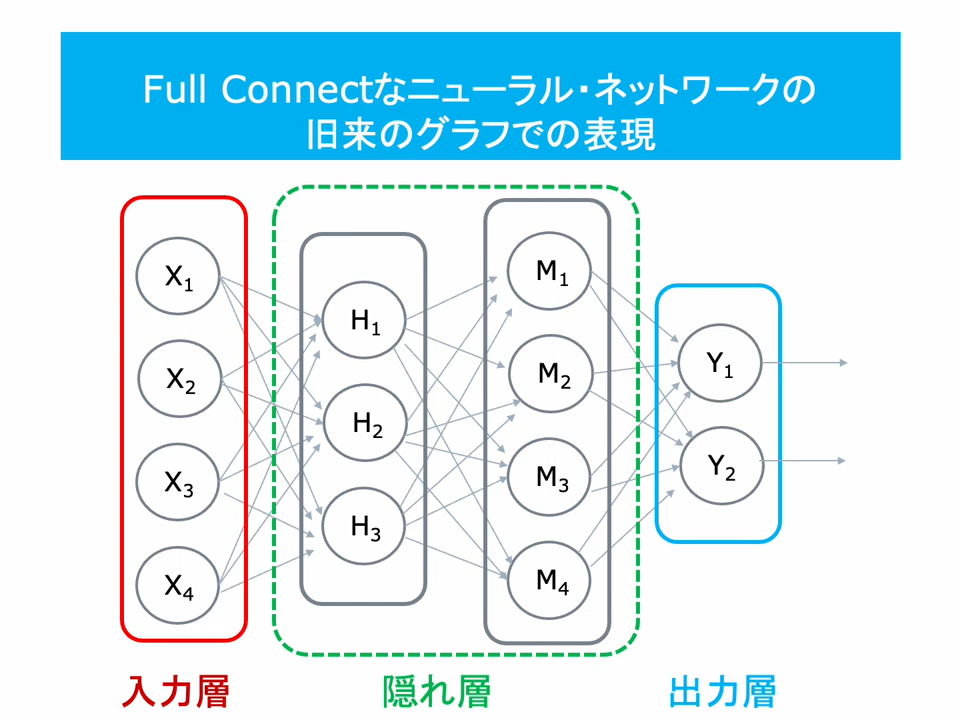 Full Connectなニューラル・ネットワークの
旧来のグラフでの表現
X1
X2
X3
X4
H1
H2
H3
M1
M2
M3
M4
Y1
Y2
入力層
隠れ層
出力層